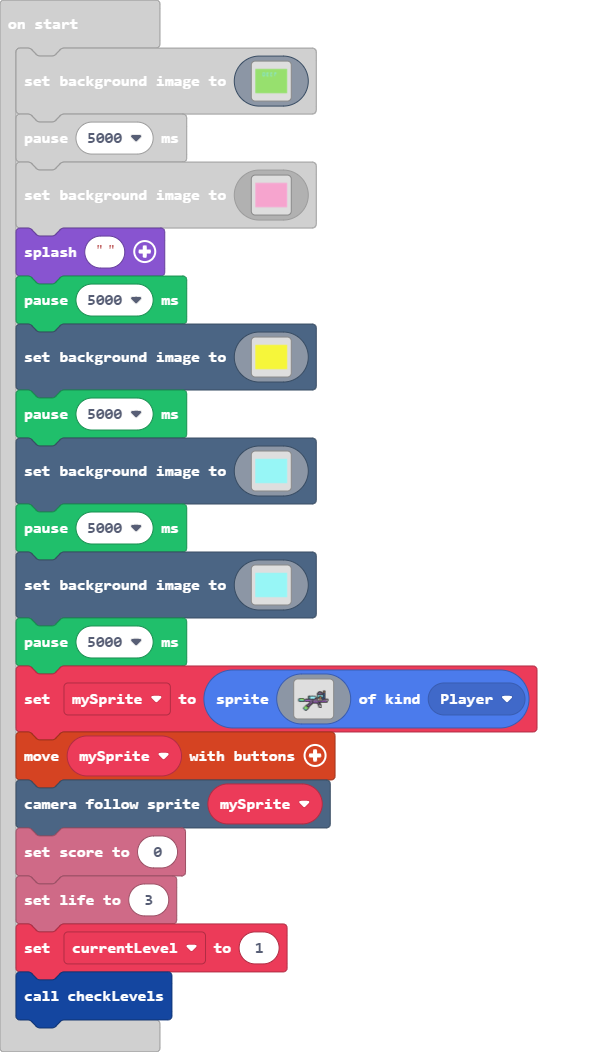 on start
set background image to
pause 5000 ms
set background image to
splash " "
pause 5000 ms
set background image to
pause 5000 ms
set background image to
pause 5000 ms
set background image to
pause 5000 ms
set mySprite to sprite of kind Player
move mySprite with buttons
camera follow sprite mySprite
set score to 0
set life to 3
set currentLevel to 1
call checkLevels